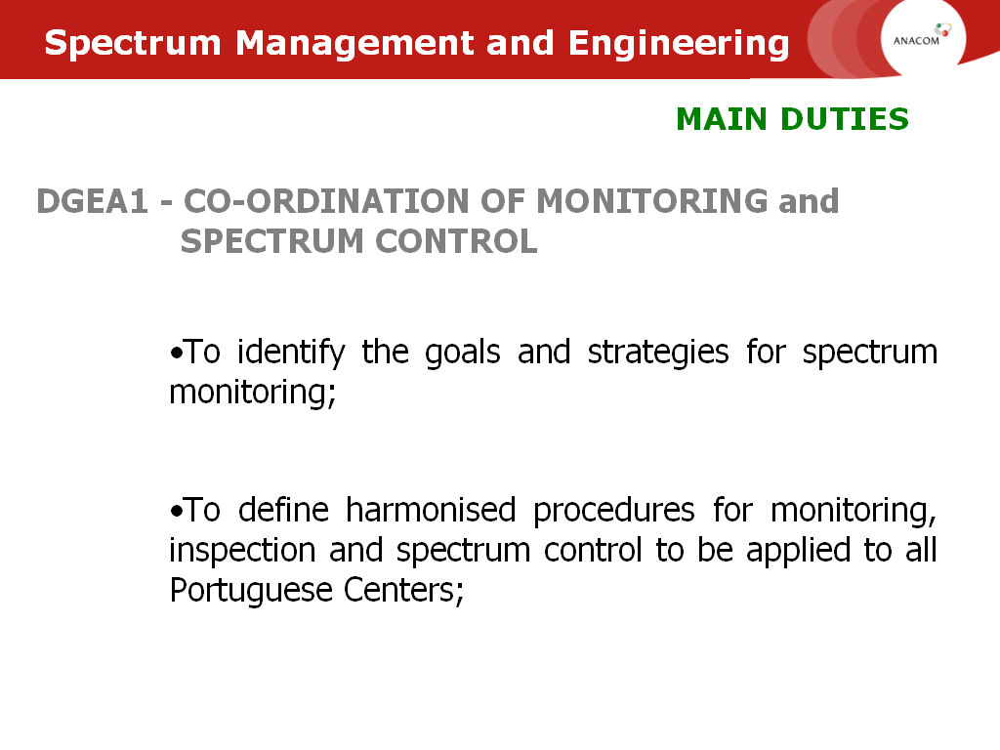 Spectrum Management and Engineering
ANACOM
MAIN DUTIES
DGEA1 - CO-ORDINATION OF MONITORING and
SPECTRUM CONTROL
•To identify the goals and strategies for spectrum
monitoring;
•To define harmonised procedures for monitoring,
inspection and spectrum control to be applied to all
Portuguese Centers;